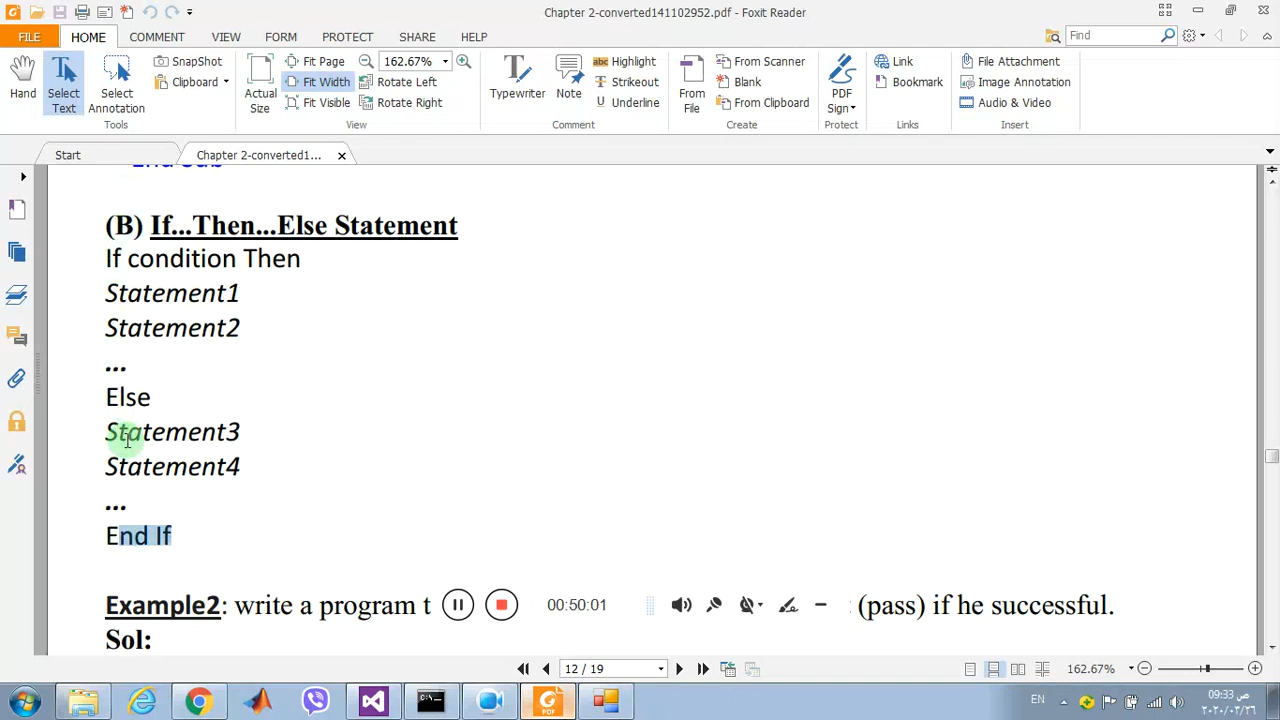 Chapter 2-converted141102952.pdf - Foxit Reader
FILE HOME COMMENT VIEW FORM PROTECT SHARE HELP Find
SnapShot Fit Page 162.67% Highlight From Scanner Link File Attachment
Hand Select Text Select Annotation Clipboard Actual Size Fit Width Rotate Left Typewriter Note Strikeout From File Blank PDF Sign Bookmark Image Annotation
Fit Visible Rotate Right Underline From Clipboard Audio & Video
Tools View Comment Create Protect Links Insert
Start Chapter 2-converted1...
End Sub
(B) If...Then...Else Statement
If condition Then
Statement1
Statement2
...
Else
Statement3
Statement4
...
End If
Example2: write a program t 00:50:01 (pass) if he successful.
Sol:
12 / 19 162.67%
EN 09:33 ص
٢٠٢٠/٠٣/٢٦